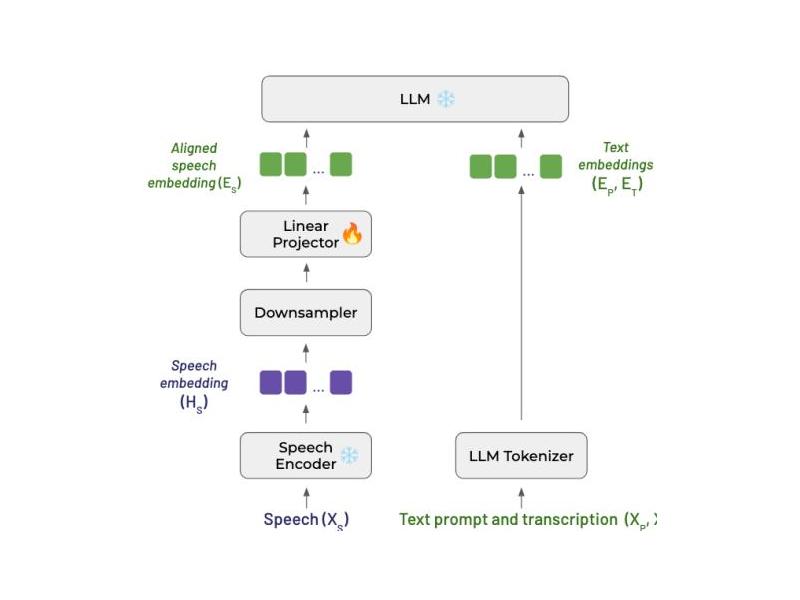 LLM
Aligned
speech
embedding (E_S)
...
...
Text
embeddings
(E_P, E_T)
Linear
Projector
Downsampler
Speech
embedding
(H_S)
...
Speech
Encoder
LLM Tokenizer
Speech (X_S)
Text prompt and transcription (X_P,